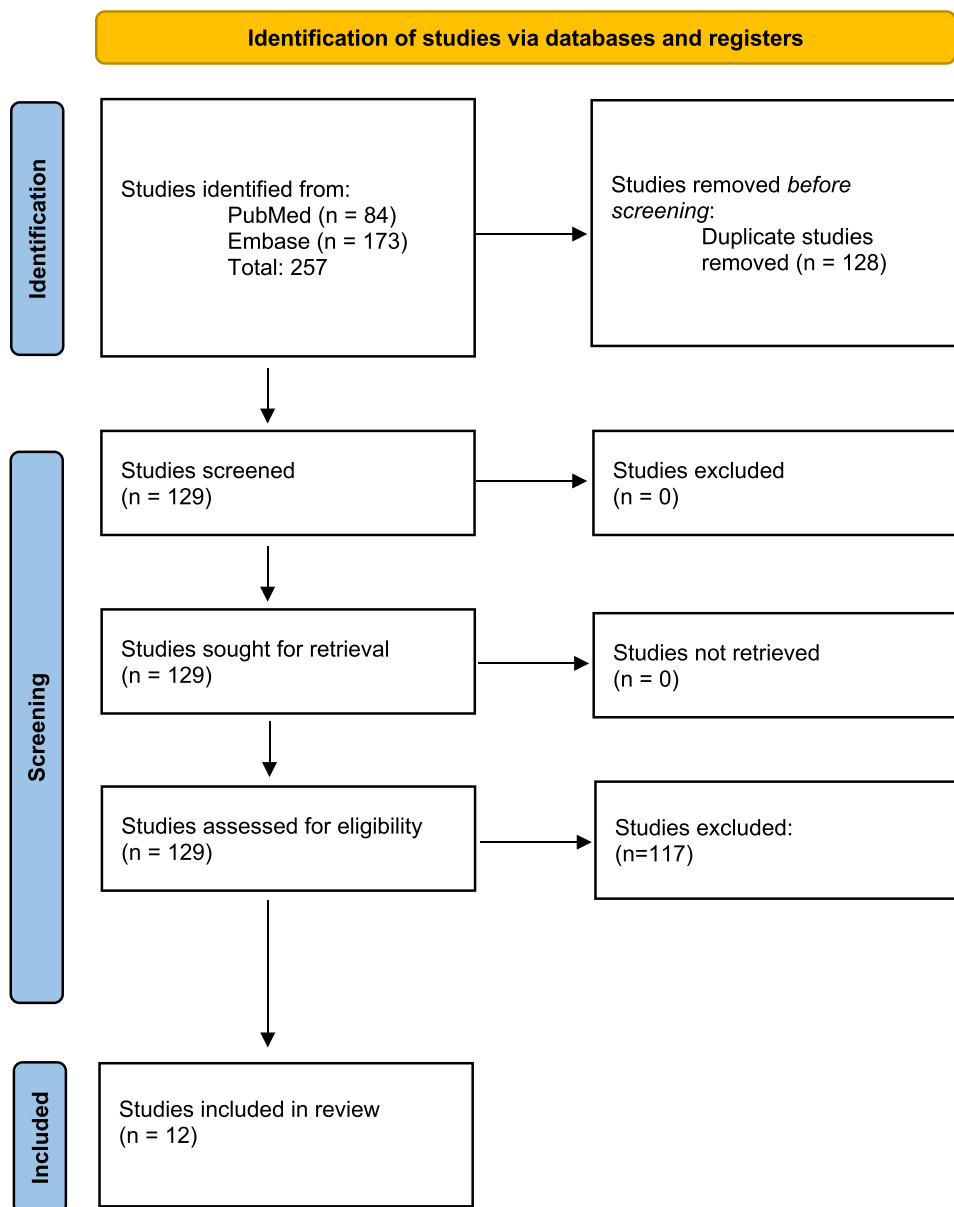 Identification of studies via databases and registers
Identification
Studies identified from:
PubMed (n = 84)
Embase (n = 173)
Total: 257
Studies removed before
screening:
Duplicate studies
removed (n = 128)
Screening
Studies screened
(n = 129)
Studies excluded
(n = 0)
Studies sought for retrieval
(n = 129)
Studies not retrieved
(n = 0)
Studies assessed for eligibility
(n = 129)
Studies excluded:
(n=117)
Included
Studies included in review
(n = 12)